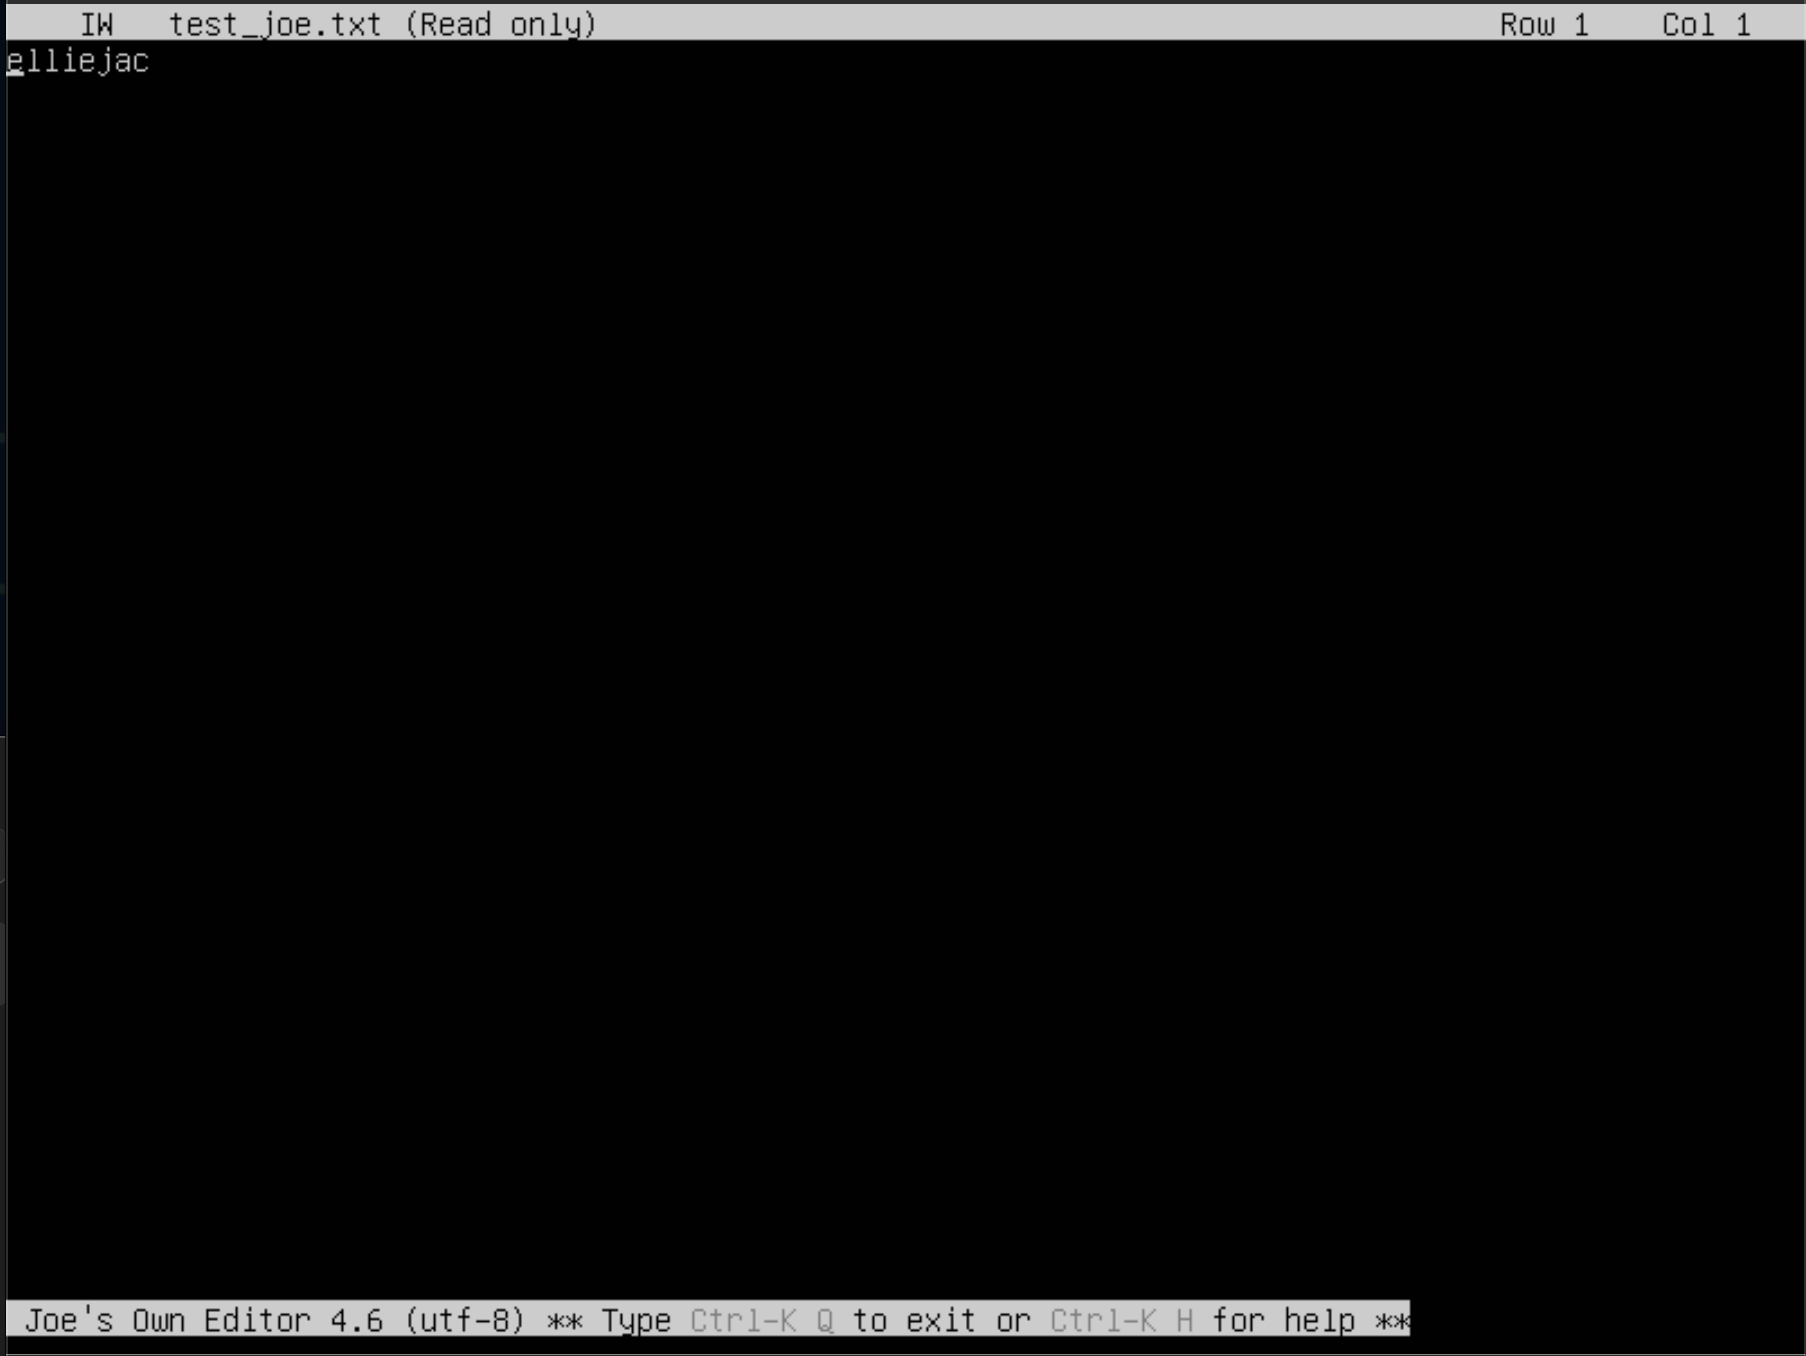 IW test_joe.txt (Read only) Row 1 Col 1
elliejac
Joe's Own Editor 4.6 (utf-8) ** Type Ctrl-K Q to exit or Ctrl-K H for help **